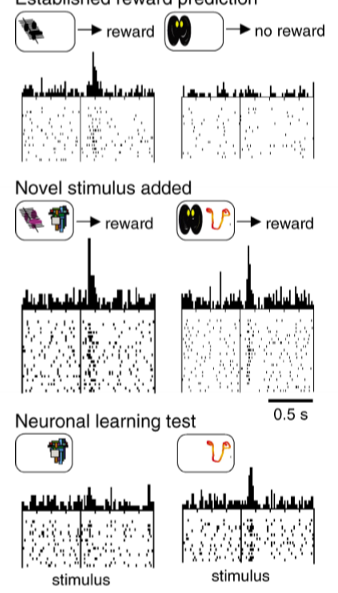 Established reward prediction
reward
no reward
Novel stimulus added
reward
reward
0.5 s
Neuronal learning test
stimulus
stimulus